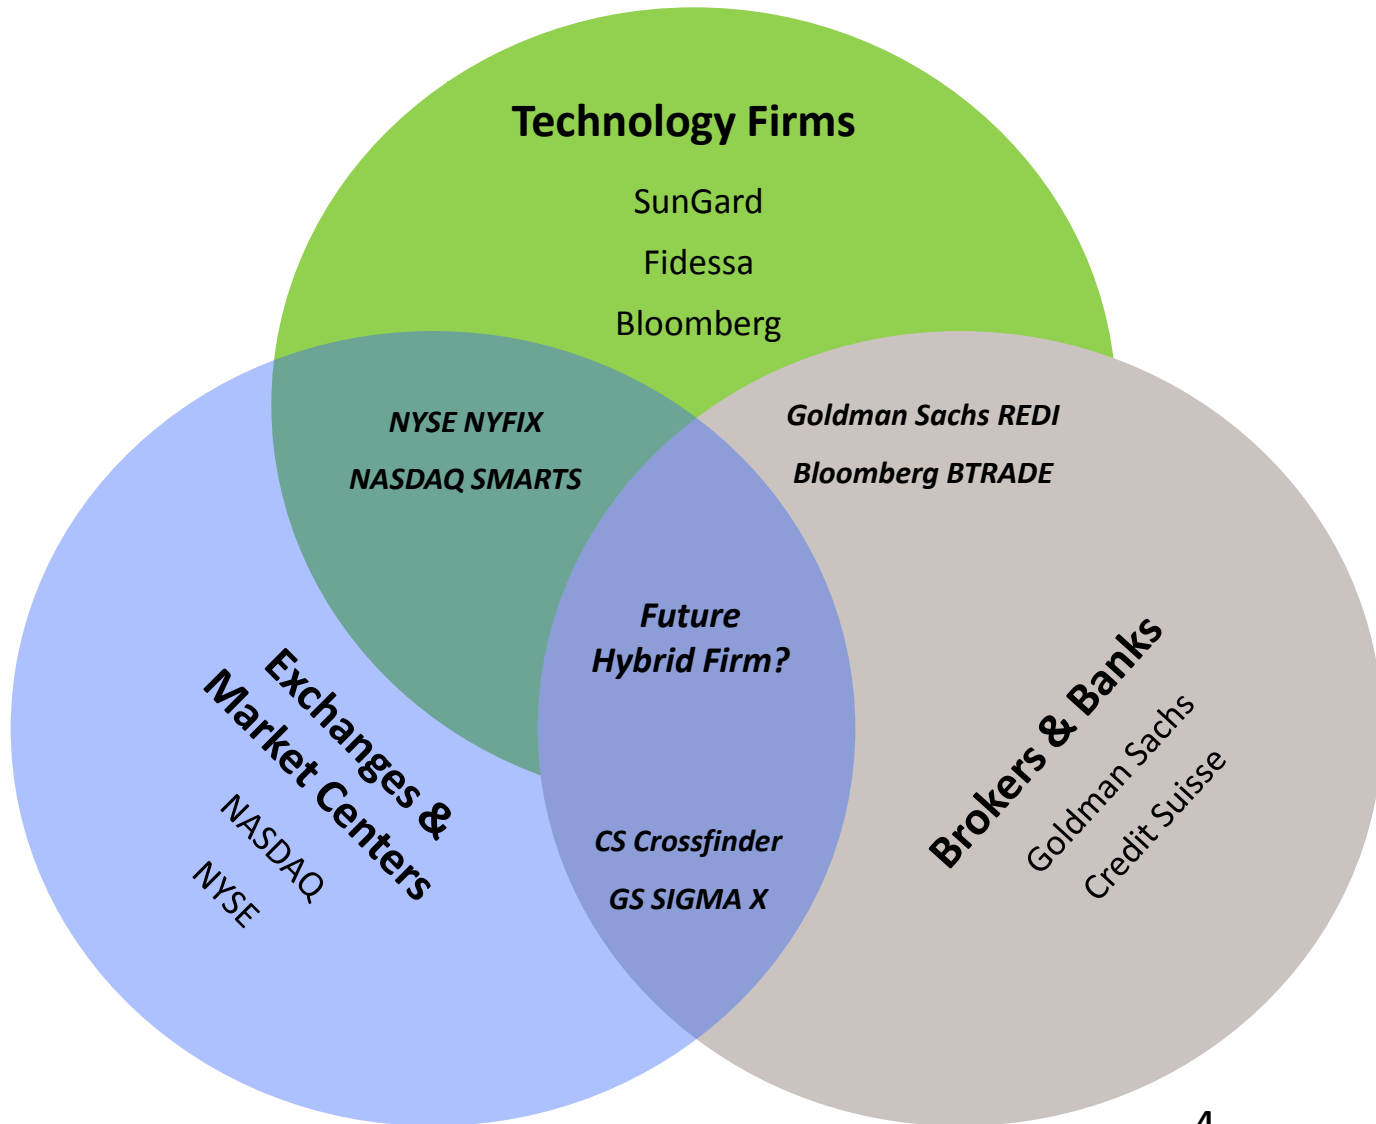 Technology Firms
SunGard
Fidessa
Bloomberg
NYSE NYFIX
NASDAQ SMARTS
Goldman Sachs REDI
Bloomberg BTRADE
Future
Hybrid Firm?
Exchanges &
Market Centers
NASDAQ
NYSE
CS Crossfinder
GS SIGMA X
Brokers & Banks
Goldman Sachs
Credit Suisse
4